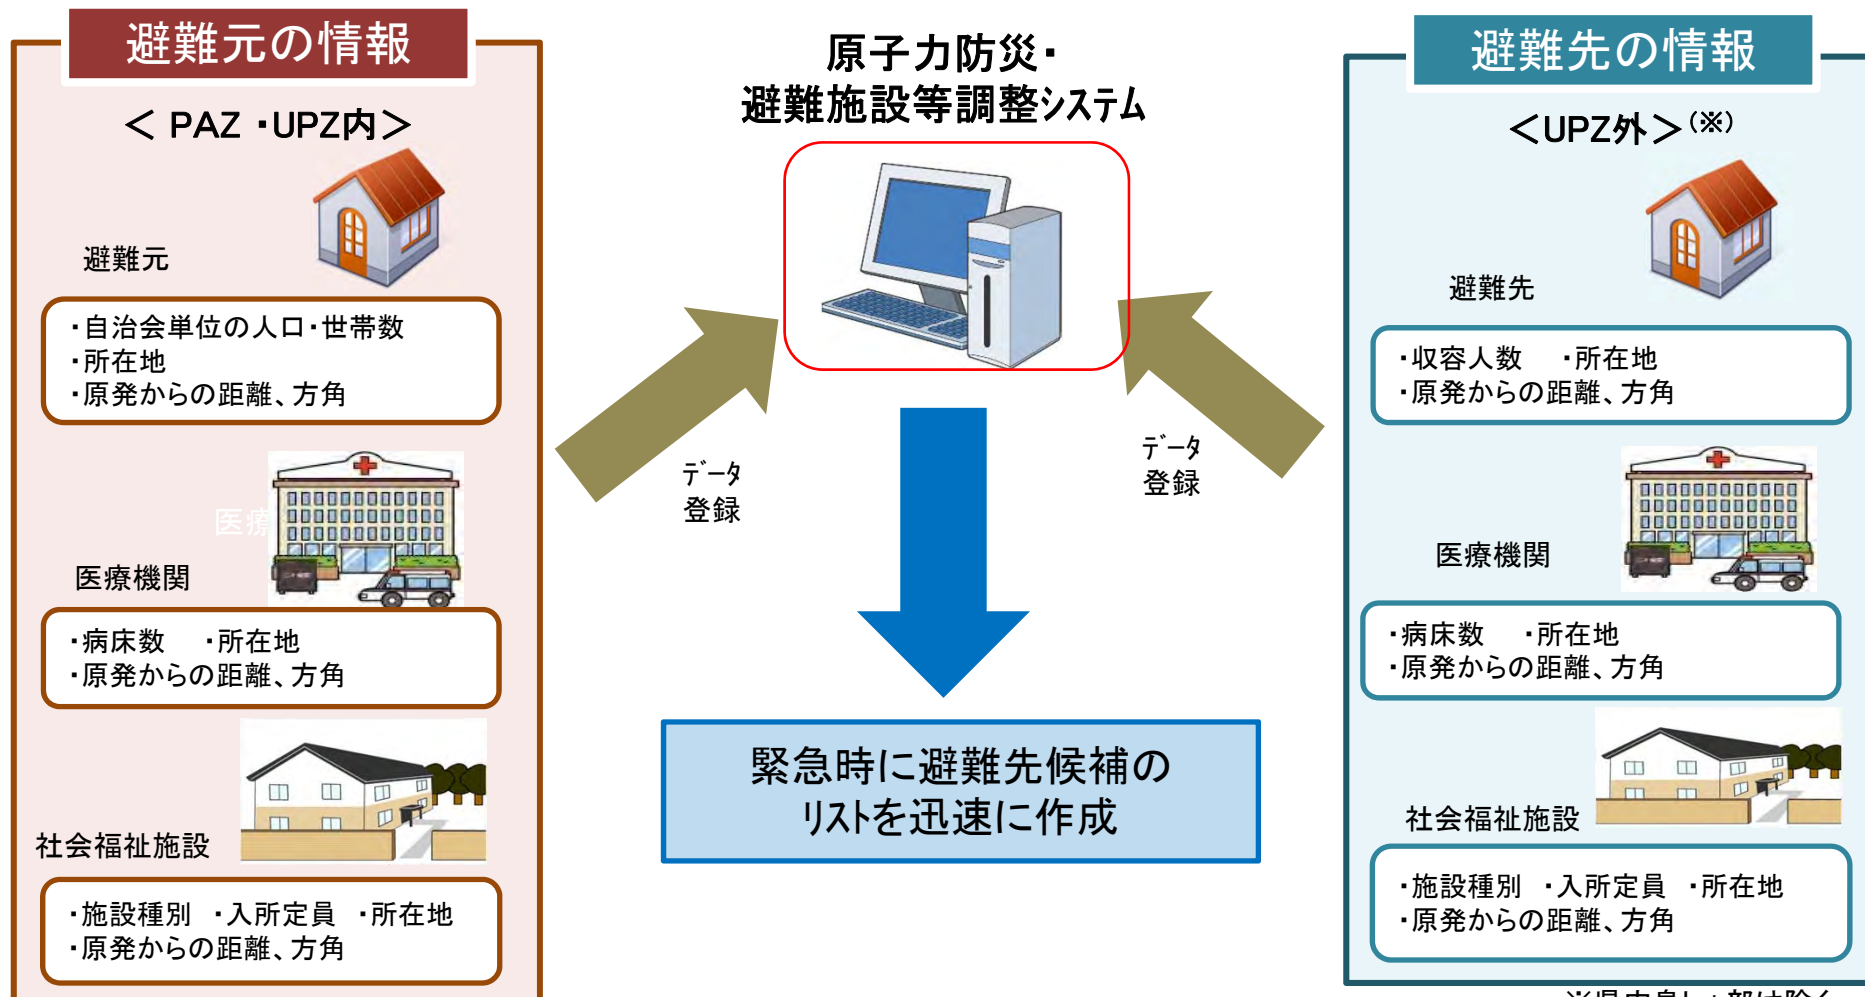 避難元の情報
＜ PAZ ・UPZ内＞
避難元
・自治会単位の人口・世帯数
・所在地
・原発からの距離、方角
医療
医療機関
・病床数　・所在地
・原発からの距離、方角
社会福祉施設
・施設種別　・入所定員　・所在地
・原発からの距離、方角
原子力防災・
避難施設等調整システム
データ
登録
データ
登録
緊急時に避難先候補の
リストを迅速に作成
避難先の情報
＜UPZ外＞(※)
避難先
・収容人数　・所在地
・原発からの距離、方角
医療機関
・病床数　・所在地
・原発からの距離、方角
社会福祉施設
・施設種別　・入所定員　・所在地
・原発からの距離、方角